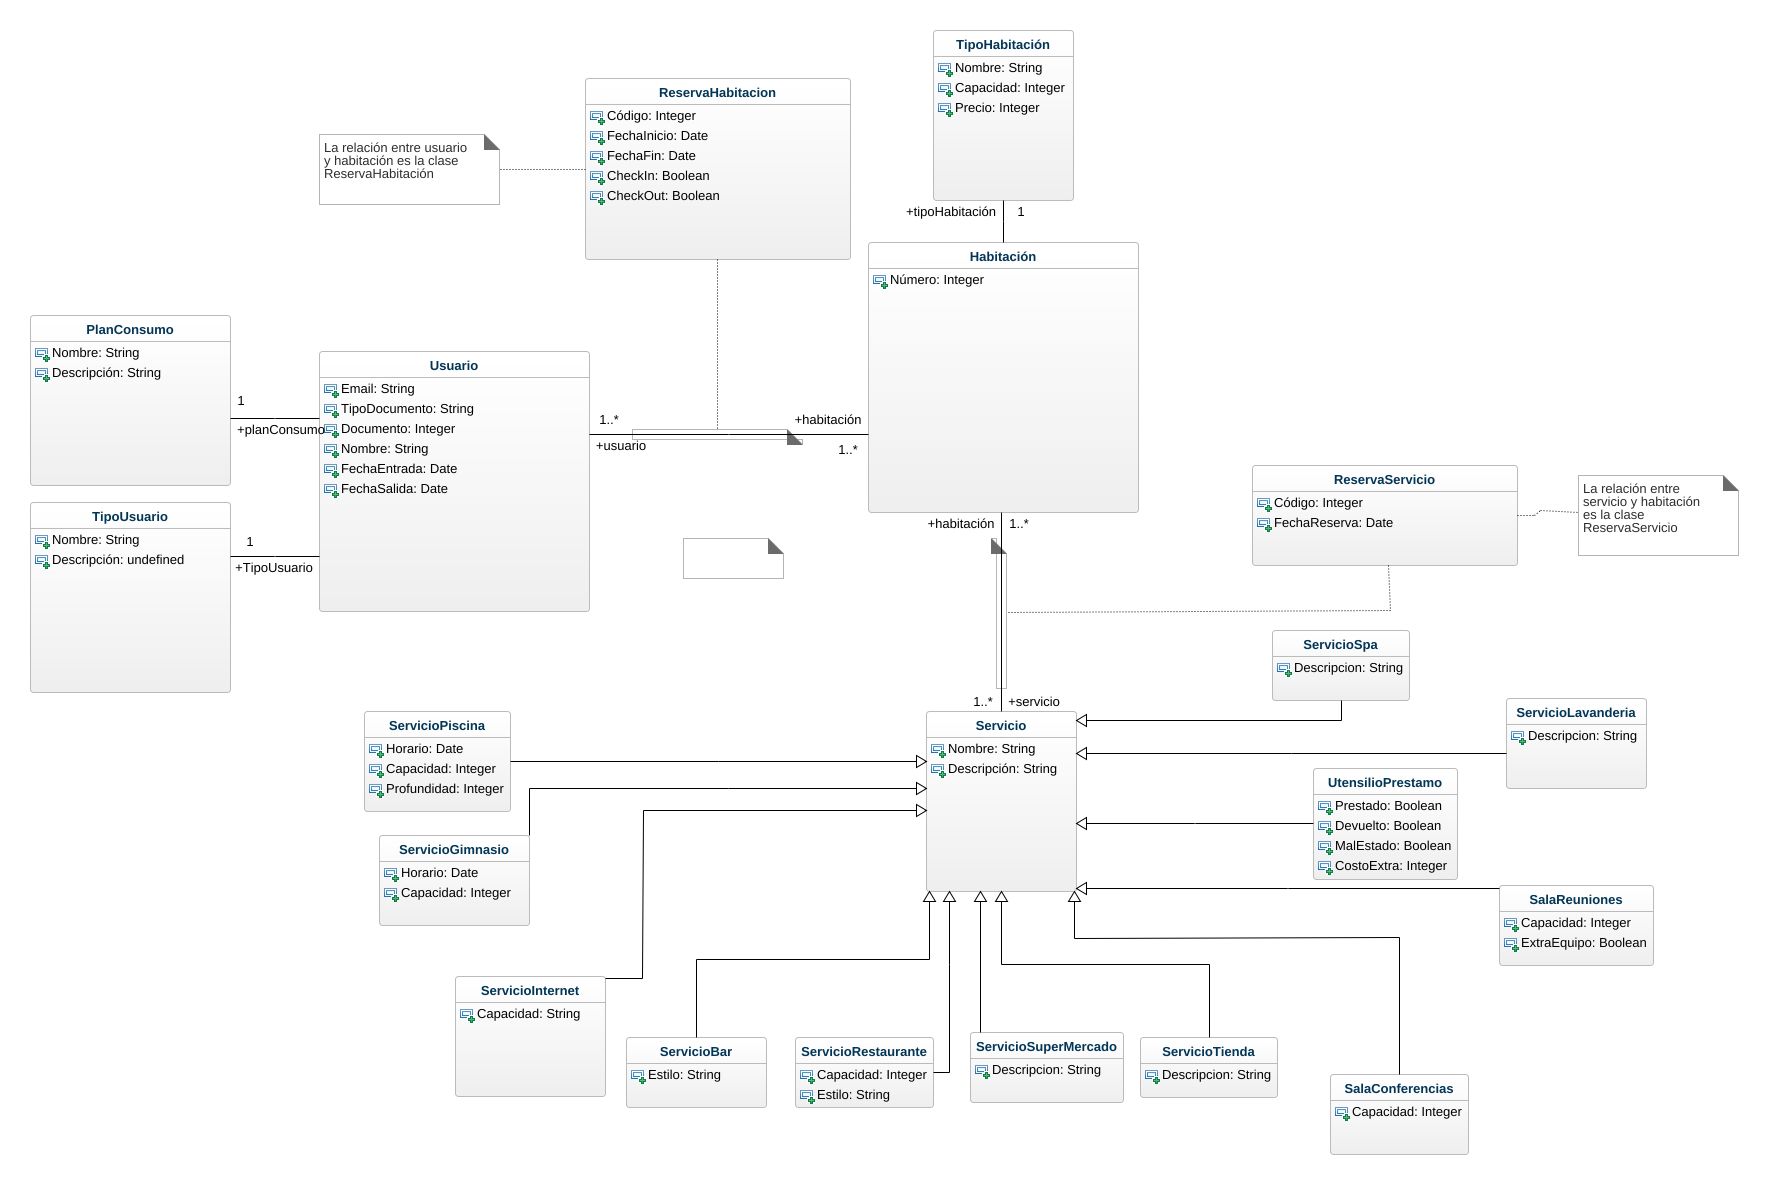 TipoHabitación
Nombre: String
Capacidad: Integer
Precio: Integer
ReservaHabitacion
Código: Integer
FechaInicio: Date
FechaFin: Date
CheckIn: Boolean
CheckOut: Boolean
La relación entre usuario
y habitación es la clase
ReservaHabitación
+tipoHabitación
1
Habitación
Número: Integer
PlanConsumo
Nombre: String
Descripción: String
1
+planConsumo
Usuario
Email: String
TipoDocumento: String
Documento: Integer
Nombre: String
FechaEntrada: Date
FechaSalida: Date
1..*
+usuario
+habitación
1..*
TipoUsuario
Nombre: String
Descripción: undefined
1
+TipoUsuario
+habitación
1..*
ReservaServicio
Código: Integer
FechaReserva: Date
La relación entre
servicio y habitación
es la clase
ReservaServicio
1..*
+servicio
ServicioSpa
Descripcion: String
ServicioLavanderia
Descripcion: String
Servicio
Nombre: String
Descripción: String
ServicioPiscina
Horario: Date
Capacidad: Integer
Profundidad: Integer
UtensilioPrestamo
Prestado: Boolean
Devuelto: Boolean
MalEstado: Boolean
CostoExtra: Integer
ServicioGimnasio
Horario: Date
Capacidad: Integer
SalaReuniones
Capacidad: Integer
ExtraEquipo: Boolean
ServicioInternet
Capacidad: String
ServicioBar
Estilo: String
ServicioRestaurante
Capacidad: Integer
Estilo: String
ServicioSuperMercado
Descripcion: String
ServicioTienda
Descripcion: String
SalaConferencias
Capacidad: Integer